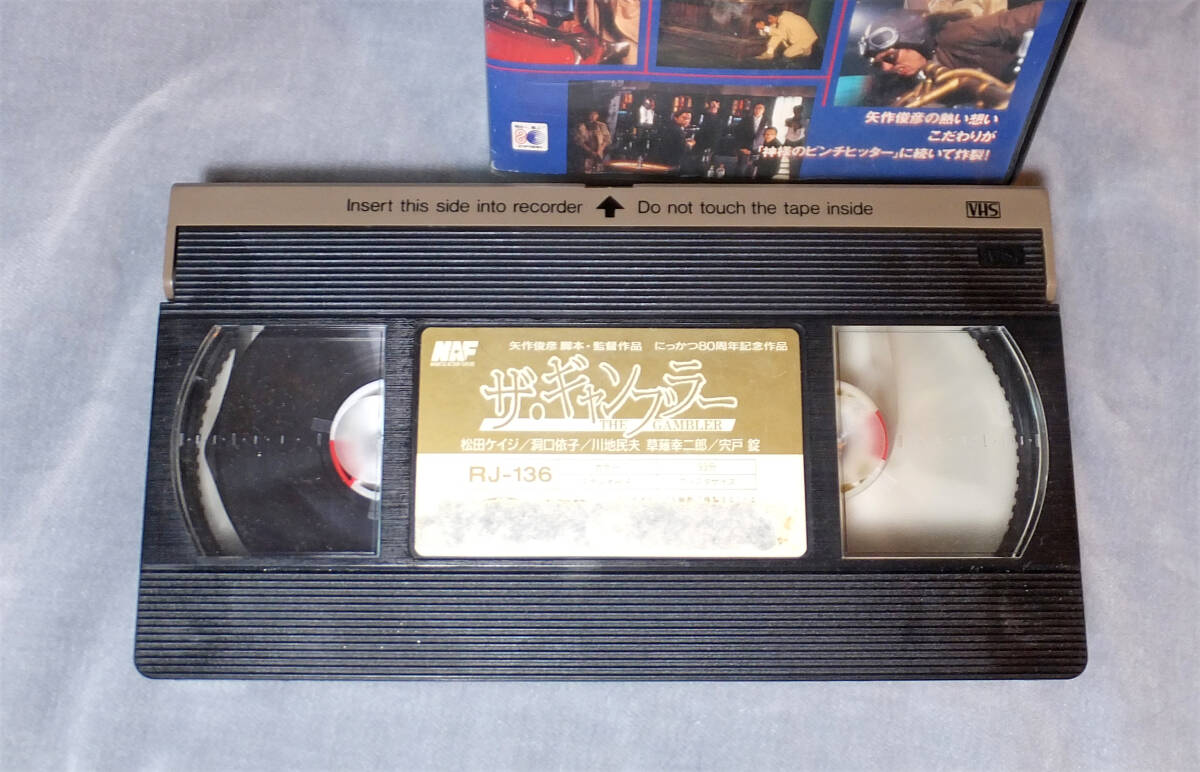 矢作俊彦の熱い想い
こだわりが
「神様のピンチヒッター」に続いて炸裂!
Insert this side into recorder Do not touch the tape inside VHS
VHS
NAF 矢作俊彦 脚本・監督作品 にっかつ80周年記念作品
ザ・ギャンブラー
THE GAMBLER
松田ケイジ/洞口依子/川地民夫 草薙幸二郎/宍戸 錠
RJ-136